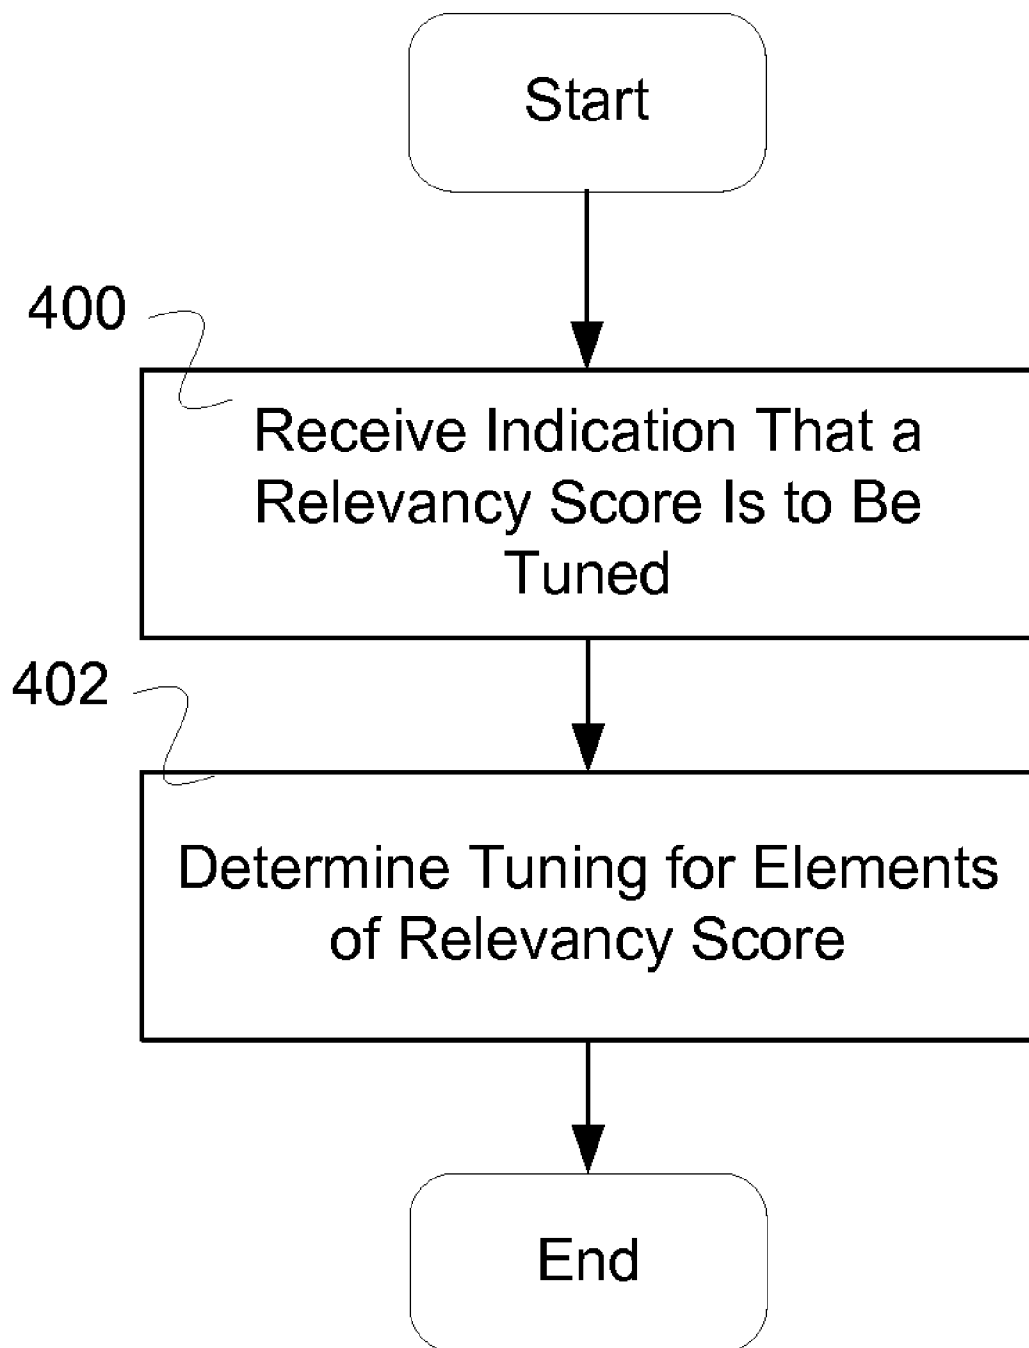 Start
400
Receive Indication That a
Relevancy Score Is to Be
Tuned
402
Determine Tuning for Elements
of Relevancy Score
End